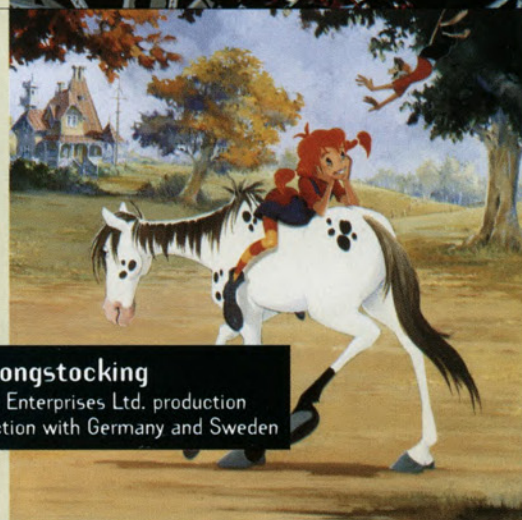 ongstocking
Enterprises Ltd. production
ction with Germany and Sweden